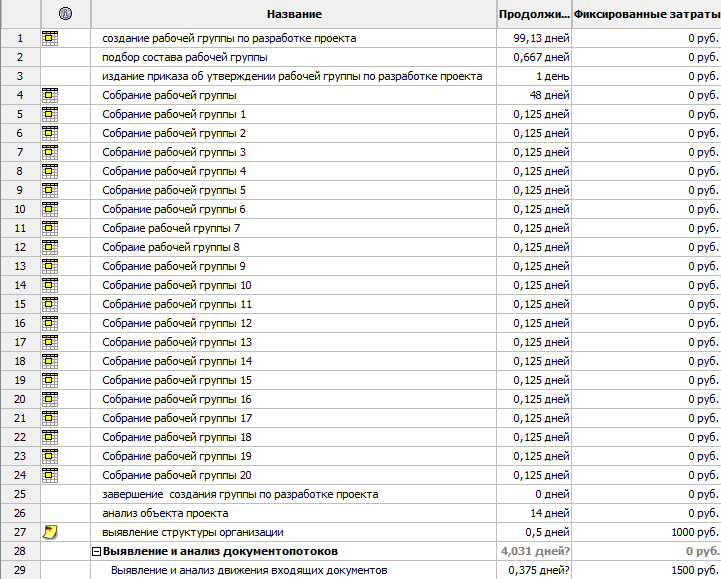 Название Продолжи... Фиксированные затраты
1 создание рабочей группы по разработке проекта 99,13 дней 0 руб.
2 подбор состава рабочей группы 0,667 дней 0 руб.
3 издание приказа об утверждении рабочей группы по разработке проекта 1 день 0 руб.
4 Собрание рабочей группы 48 дней 0 руб.
5 Собрание рабочей группы 1 0,125 дней 0 руб.
6 Собрание рабочей группы 2 0,125 дней 0 руб.
7 Собрание рабочей группы 3 0,125 дней 0 руб.
8 Собрание рабочей группы 4 0,125 дней 0 руб.
9 Собрание рабочей группы 5 0,125 дней 0 руб.
10 Собрание рабочей группы 6 0,125 дней 0 руб.
11 Собраие рабочей группы 7 0,125 дней 0 руб.
12 Собраие рабочей группы 8 0,125 дней 0 руб.
13 Собрание рабочей группы 9 0,125 дней 0 руб.
14 Собрание рабочей группы 10 0,125 дней 0 руб.
15 Собрание рабочей группы 11 0,125 дней 0 руб.
16 Собрание рабочей группы 12 0,125 дней 0 руб.
17 Собрание рабочей группы 13 0,125 дней 0 руб.
18 Собрание рабочей группы 14 0,125 дней 0 руб.
19 Собрание рабочей группы 15 0,125 дней 0 руб.
20 Собрание рабочей группы 16 0,125 дней 0 руб.
21 Собрание рабочей группы 17 0,125 дней 0 руб.
22 Собрание рабочей группы 18 0,125 дней 0 руб.
23 Собрание рабочей группы 19 0,125 дней 0 руб.
24 Собрание рабочей группы 20 0,125 дней 0 руб.
25 завершение создания группы по разработке проекта 0 дней 0 руб.
26 анализ объекта проекта 14 дней 0 руб.
27 выявление структуры организации 0,5 дней 1000 руб.
28 Выявление и анализ документопотоков 4,031 дней? 0 руб.
29 Выявление и анализ движения входящих документов 0,375 дней? 1500 руб.